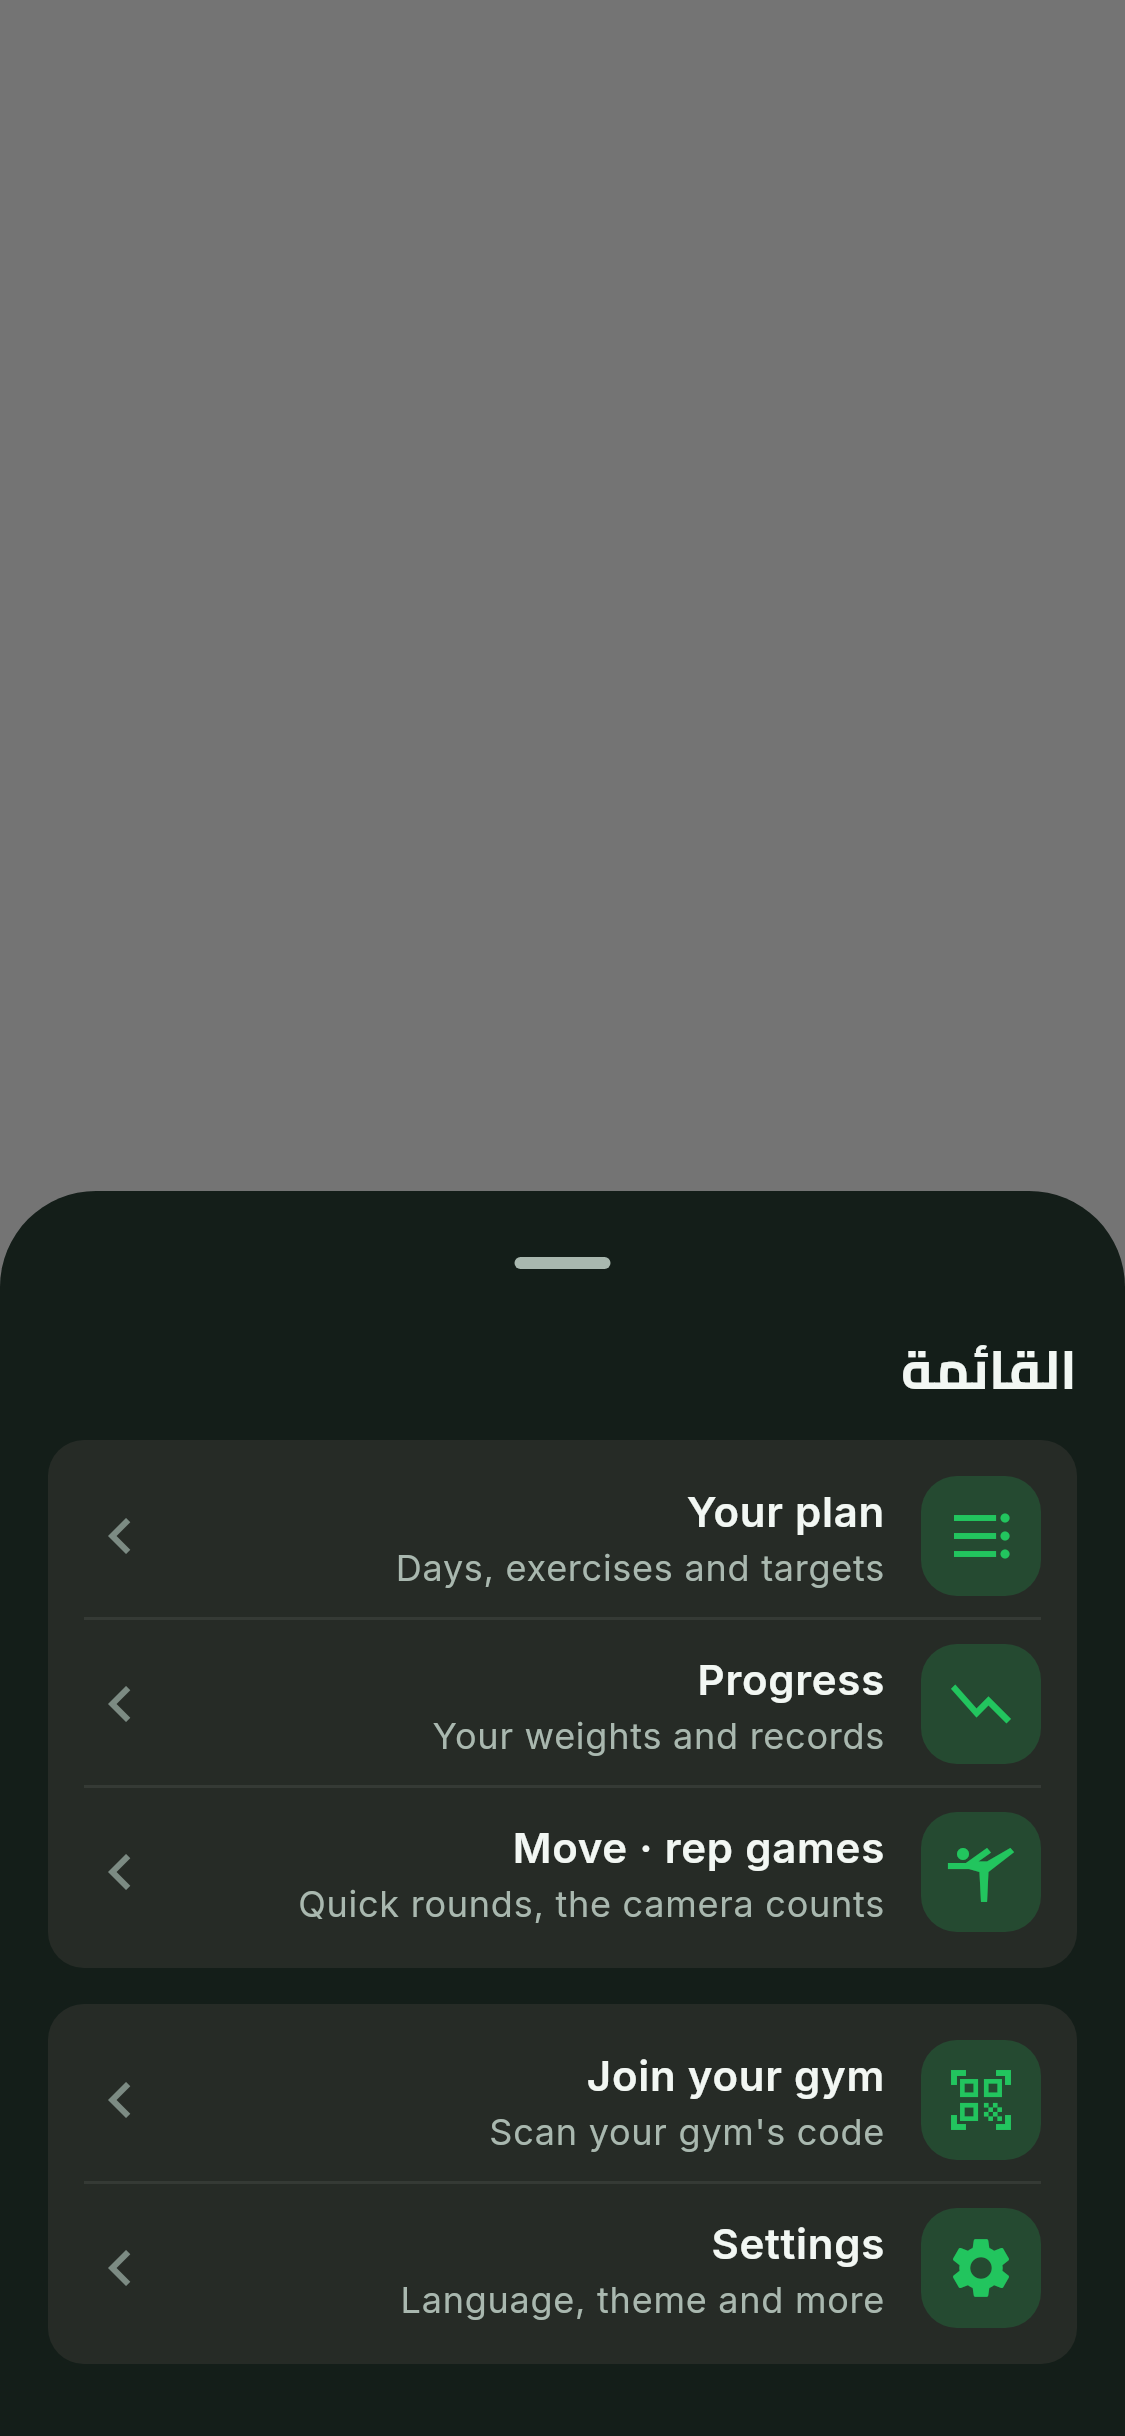 القائمة
Your plan
Days, exercises and targets
Progress
Your weights and records
Move · rep games
Quick rounds, the camera counts
Join your gym
Scan your gym's code
Settings
Language, theme and more